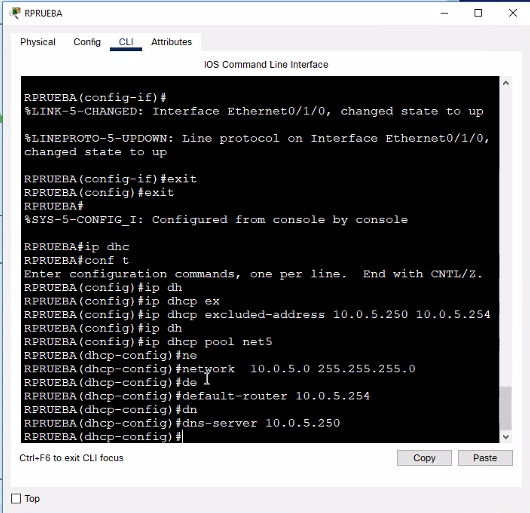 RPRUEBA
Physical Config CLI Attributes
IOS Command Line Interface
RPRUEBA(config-if)#
%LINK-5-CHANGED: Interface Ethernet0/1/0, changed state to up
%LINEPROTO-5-UPDOWN: Line protocol on Interface Ethernet0/1/0,
changed state to up
RPRUEBA(config-if)#exit
RPRUEBA(config)#exit
RPRUEBA#
%SYS-5-CONFIG_I: Configured from console by console
RPRUEBA#ip dhc
RPRUEBA#conf t
Enter configuration commands, one per line.  End with CNTL/Z.
RPRUEBA(config)#ip dh
RPRUEBA(config)#ip dhcp ex
RPRUEBA(config)#ip dhcp excluded-address 10.0.5.250 10.0.5.254
RPRUEBA(config)#ip dh
RPRUEBA(config)#ip dhcp pool net5
RPRUEBA(dhcp-config)#ne
RPRUEBA(dhcp-config)#network  10.0.5.0 255.255.255.0
RPRUEBA(dhcp-config)#de
RPRUEBA(dhcp-config)#default-router 10.0.5.254
RPRUEBA(dhcp-config)#dn
RPRUEBA(dhcp-config)#dns-server 10.0.5.250
RPRUEBA(dhcp-config)#
Ctrl+F6 to exit CLI focus
Copy Paste
Top